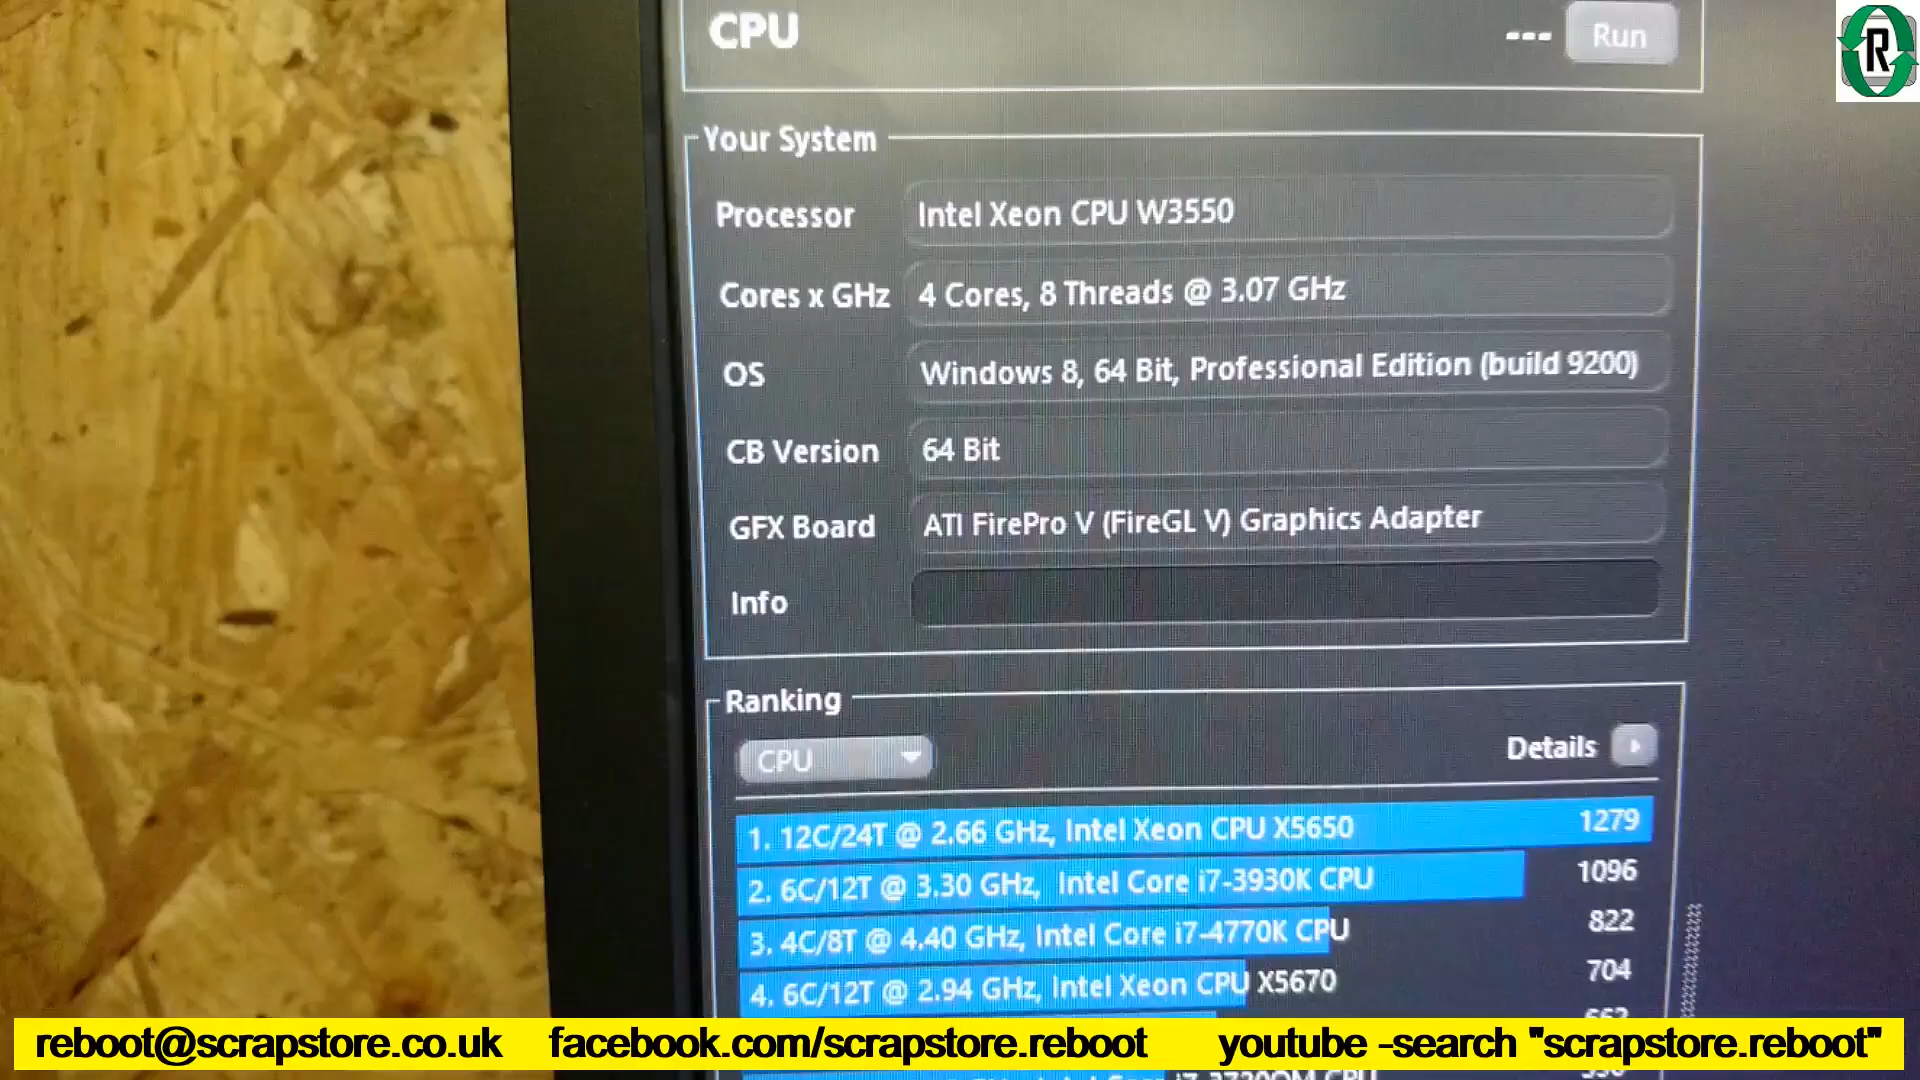 CPU
--- Run
R
Your System
Processor Intel Xeon CPU W3550
Cores x GHz 4 Cores, 8 Threads @ 3.07 GHz
OS Windows 8, 64 Bit, Professional Edition (build 9200)
CB Version 64 Bit
GFX Board ATI FirePro V (FireGL V) Graphics Adapter
Info
Ranking
CPU Details
1. 12C/24T @ 2.66 GHz, Intel Xeon CPU X5650 1279
2. 6C/12T @ 3.30 GHz, Intel Core i7-3930K CPU 1096
3. 4C/8T @ 4.40 GHz, Intel Core i7-4770K CPU 822
4. 6C/12T @ 2.94 GHz, Intel Xeon CPU X5670 704
reboot@scrapstore.co.uk facebook.com/scrapstore.reboot youtube -search "scrapstore.reboot"